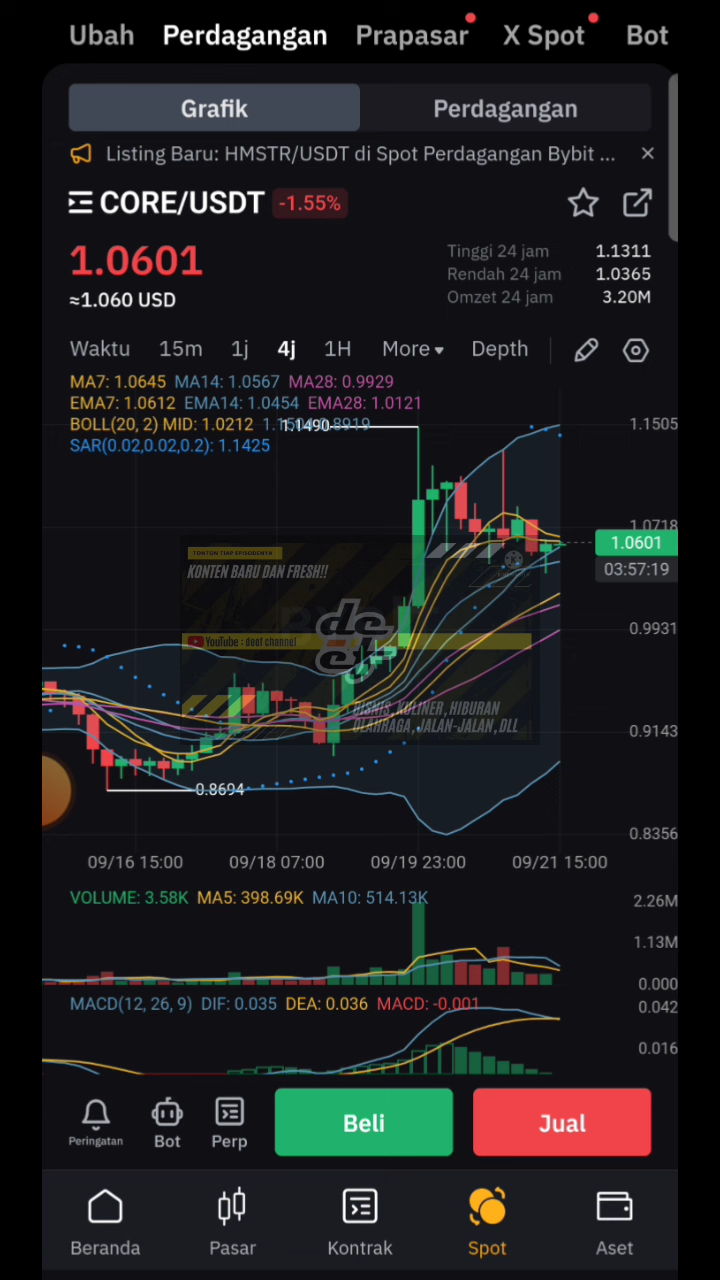 Ubah Perdagangan Prapasar X Spot Bot
Grafik Perdagangan
Listing Baru: HMSTR/USDT di Spot Perdagangan Bybit ...
CORE/USDT -1.55%
1.0601
≈1.060 USD
Tinggi 24 jam 1.1311
Rendah 24 jam 1.0365
Omzet 24 jam 3.20M
Waktu 15m 1j 4j 1H More Depth
MA7: 1.0645 MA14: 1.0567 MA28: 0.9929
EMA7: 1.0612 EMA14: 1.0454 EMA28: 1.0121
BOLL(20, 2) MID: 1.0212
1.1490
SAR(0.02,0.02,0.2): 1.1425
1.1505
1.0718
1.0601
03:57:19
0.9931
0.9143
0.8356
TONTON TIAP EPISODENYA
KONTEN BARU DAN FRESH!!
YouTube : deet channel
deet
BISNIS, KULINER, HIBURAN
OLAHRAGA, JALAN-JALAN, DLL
0.8694
09/16 15:00 09/18 07:00 09/19 23:00 09/21 15:00
VOLUME: 3.58K MA5: 398.69K MA10: 514.13K
2.26M
1.13M
0.000
MACD(12, 26, 9) DIF: 0.035 DEA: 0.036 MACD: -0.001
0.042
0.016
Peringatan Bot Perp Beli Jual
Beranda Pasar Kontrak Spot Aset